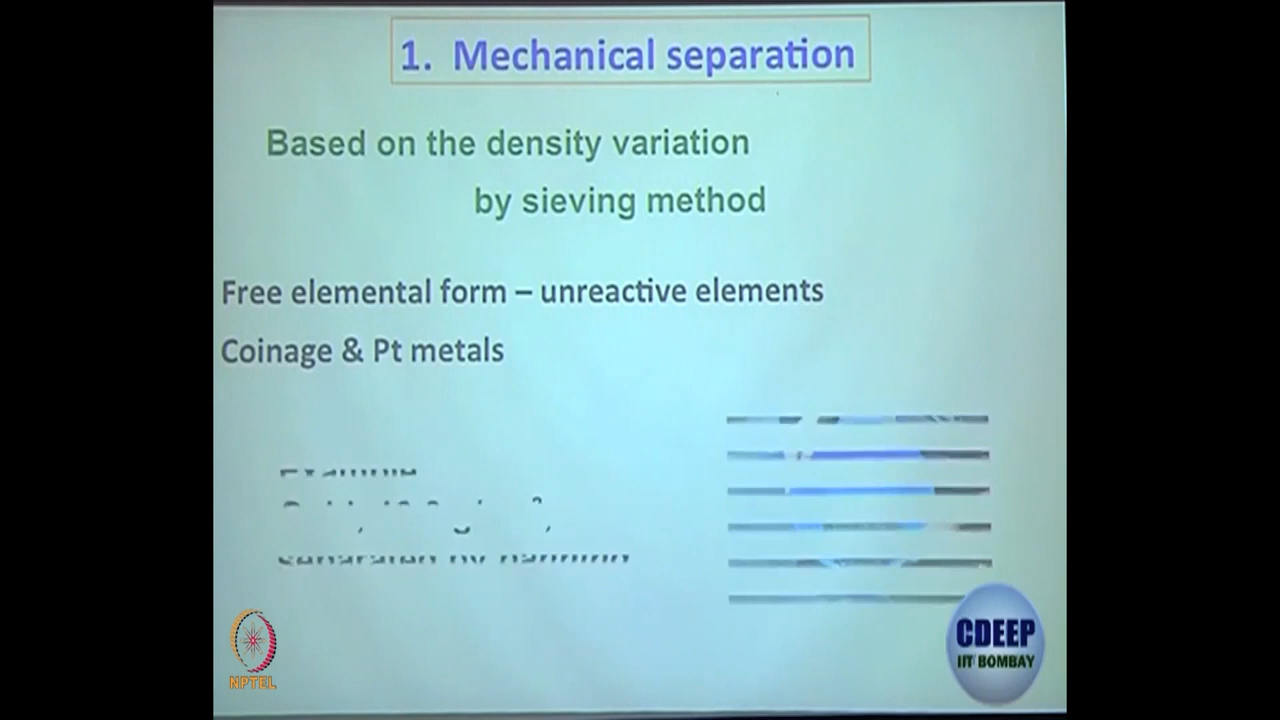 1. Mechanical separation
Based on the density variation
by sieving method
Free elemental form – unreactive elements
Coinage & Pt metals
NPTEL
CDEEP
IIT BOMBAY